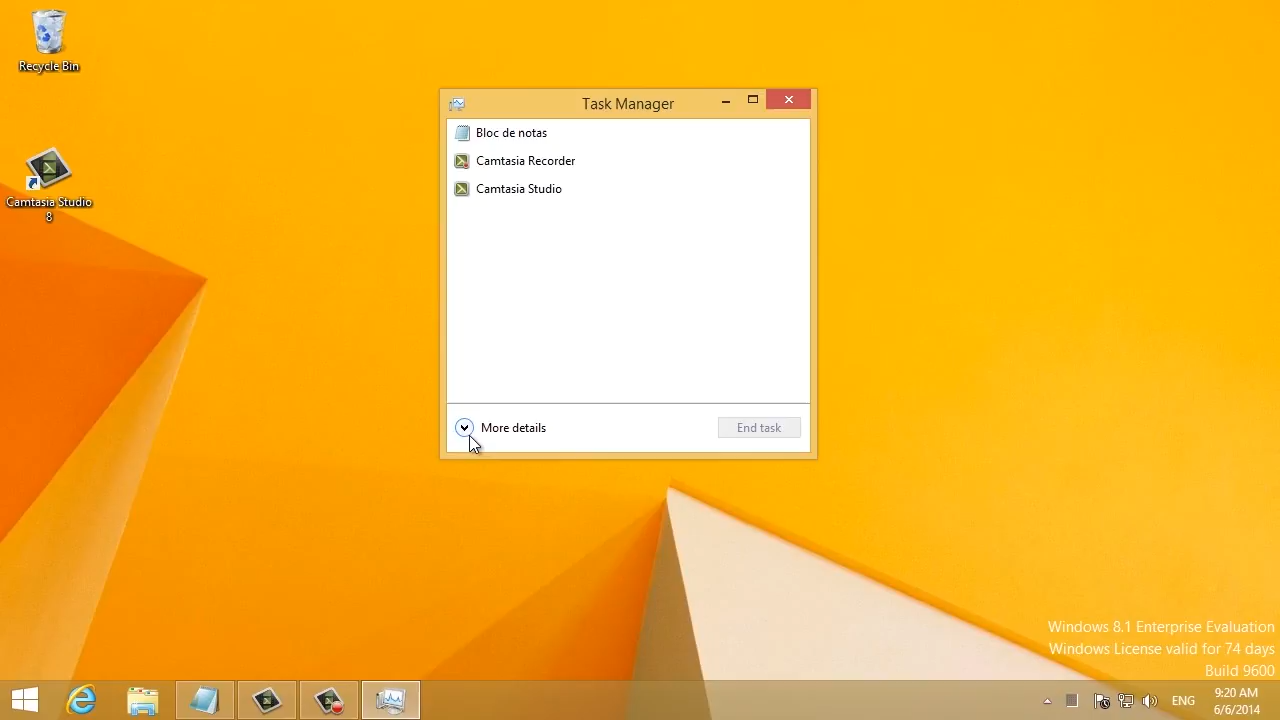 Recycle Bin
Camtasia Studio
8
Task Manager
Bloc de notas
Camtasia Recorder
Camtasia Studio
More details
End task
Windows 8.1 Enterprise Evaluation
Windows License valid for 74 days
Build 9600
ENG
9:20 AM
6/6/2014